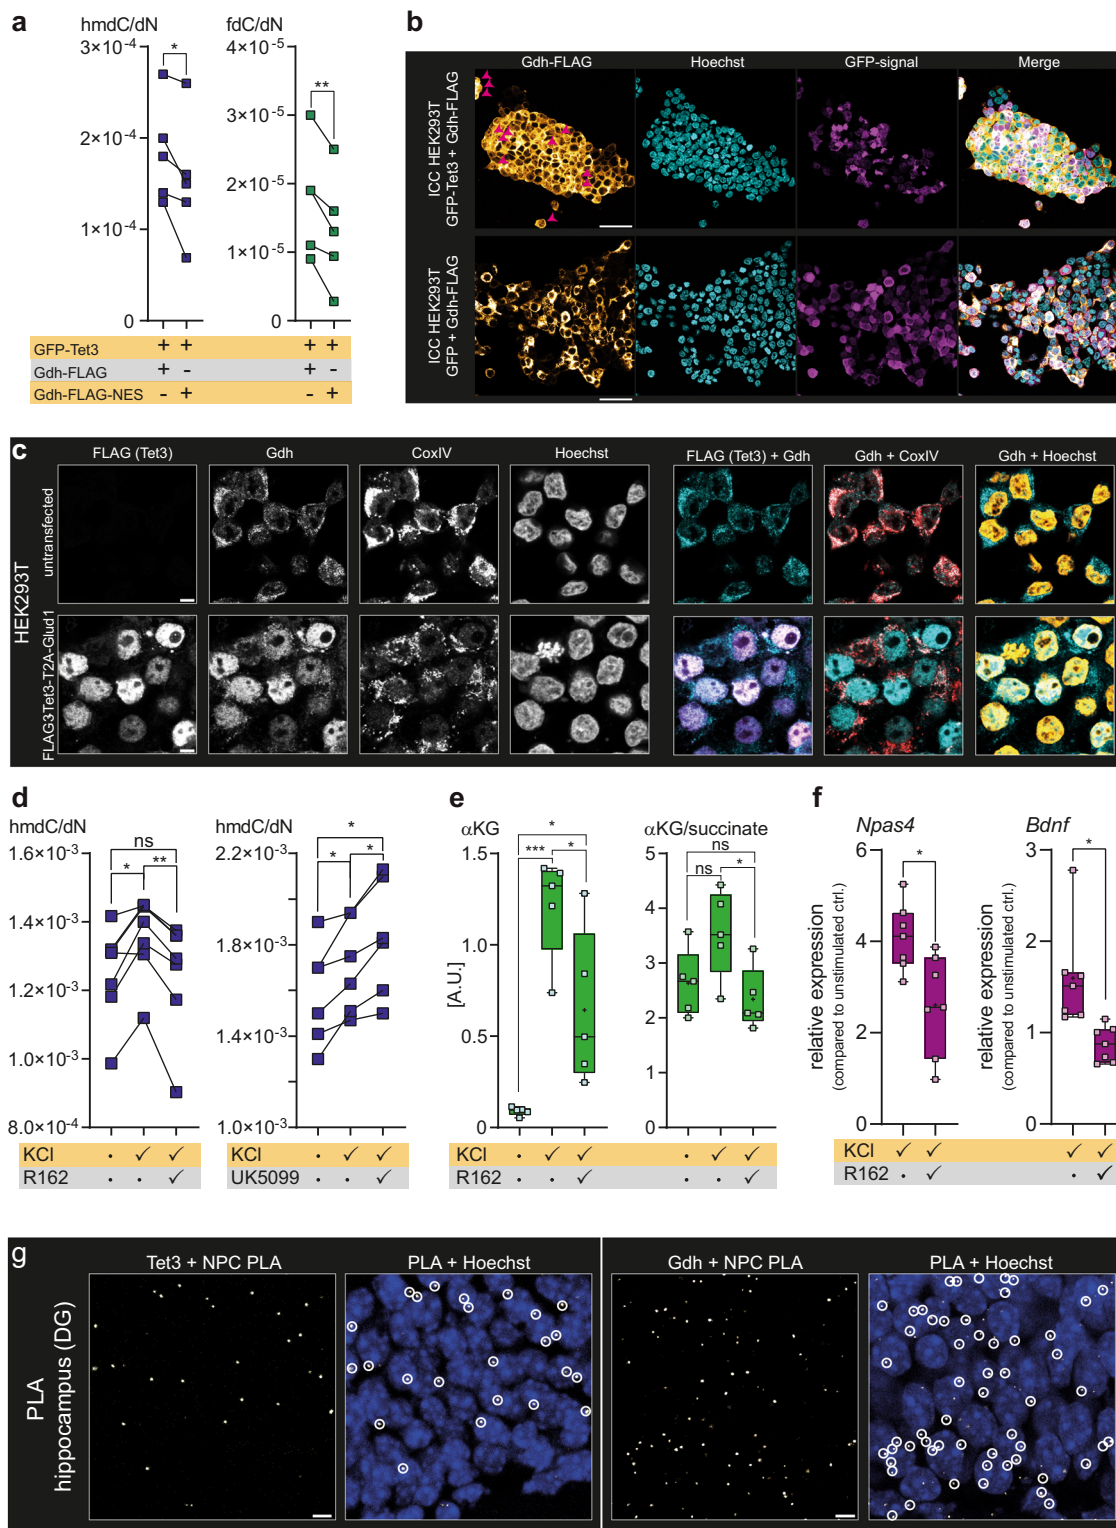 a
hmdC/dN
fdC/dN
3×10⁻⁴
2×10⁻⁴
1×10⁻⁴
0
*
4×10⁻⁵
3×10⁻⁵
2×10⁻⁵
1×10⁻⁵
0
**
GFP-Tet3 + + + +
Gdh-FLAG + - + -
Gdh-FLAG-NES - + - +
b
Gdh-FLAG Hoechst GFP-signal Merge
ICC HEK293T
GFP-Tet3 + Gdh-FLAG
ICC HEK293T
GFP + Gdh-FLAG
c
FLAG (Tet3) Gdh CoxIV Hoechst FLAG (Tet3) + Gdh Gdh + CoxIV Gdh + Hoechst
HEK293T
untransfected
FLAG3Tet3-T2A-Glud1
d
hmdC/dN
ns
* **
1.6×10⁻³
1.4×10⁻³
1.2×10⁻³
1.0×10⁻³
8.0×10⁻⁴
KCl · ✓ ✓
R162 · · ✓
hmdC/dN
*
* *
2.2×10⁻³
1.8×10⁻³
1.4×10⁻³
1.0×10⁻³
KCl · ✓ ✓
UK5099 · · ✓
e
αKG
*
*** *
[A.U.]
1.5
1.0
0.5
0
KCl · ✓ ✓
R162 · · ✓
αKG/succinate
ns
ns *
5
4
3
2
1
0
· ✓ ✓
· · ✓
f
Npas4
*
relative expression
(compared to unstimulated ctrl.)
6
4
2
0
KCl ✓ ✓
R162 · ✓
Bdnf
*
relative expression
(compared to unstimulated ctrl.)
3
2
1
0
✓ ✓
· ✓
g
Tet3 + NPC PLA PLA + Hoechst Gdh + NPC PLA PLA + Hoechst
PLA
hippocampus (DG)